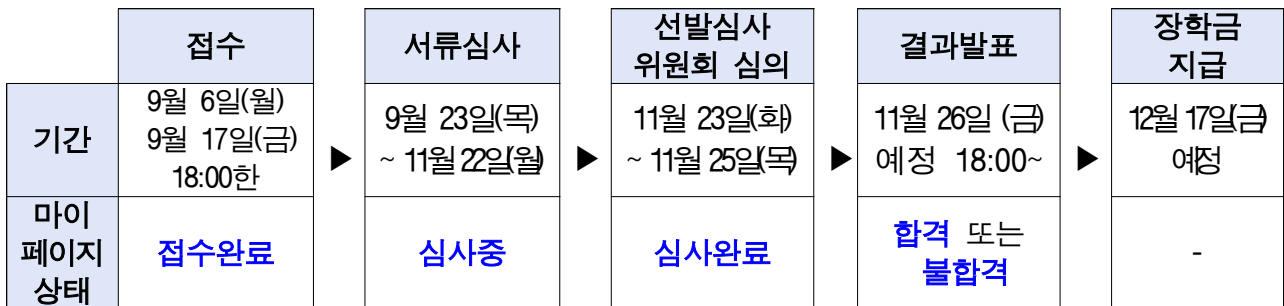 접수
서류심사
선발심사
위원회 심의
결과발표
장학금
지급
기간
9월 6일(월)
9월 17일(금)
18:00한
▶
9월 23일(목)
~ 11월 22일(월)
▶
11월 23일(화)
~ 11월 25일(목)
▶
11월 26일 (금)
예정 18:00~
▶
12월 17일(금)
예정
마이
페이지
상태
접수완료
심사중
심사완료
합격 또는
불합격
-